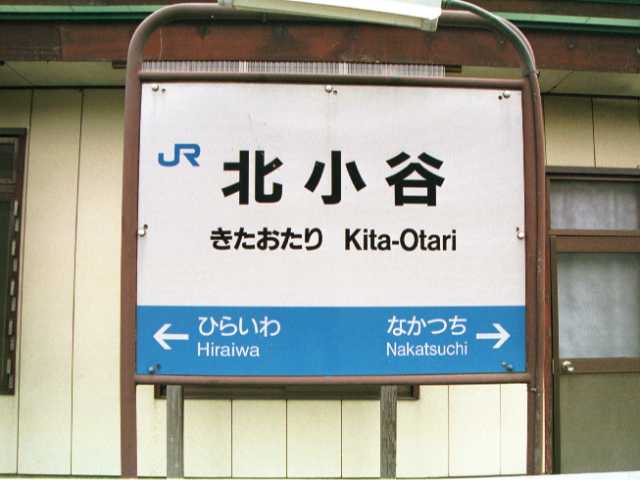 JR 北小谷
きたおたり Kita-Otari
← ひらいわ なかつち →
Hiraiwa Nakatsuchi